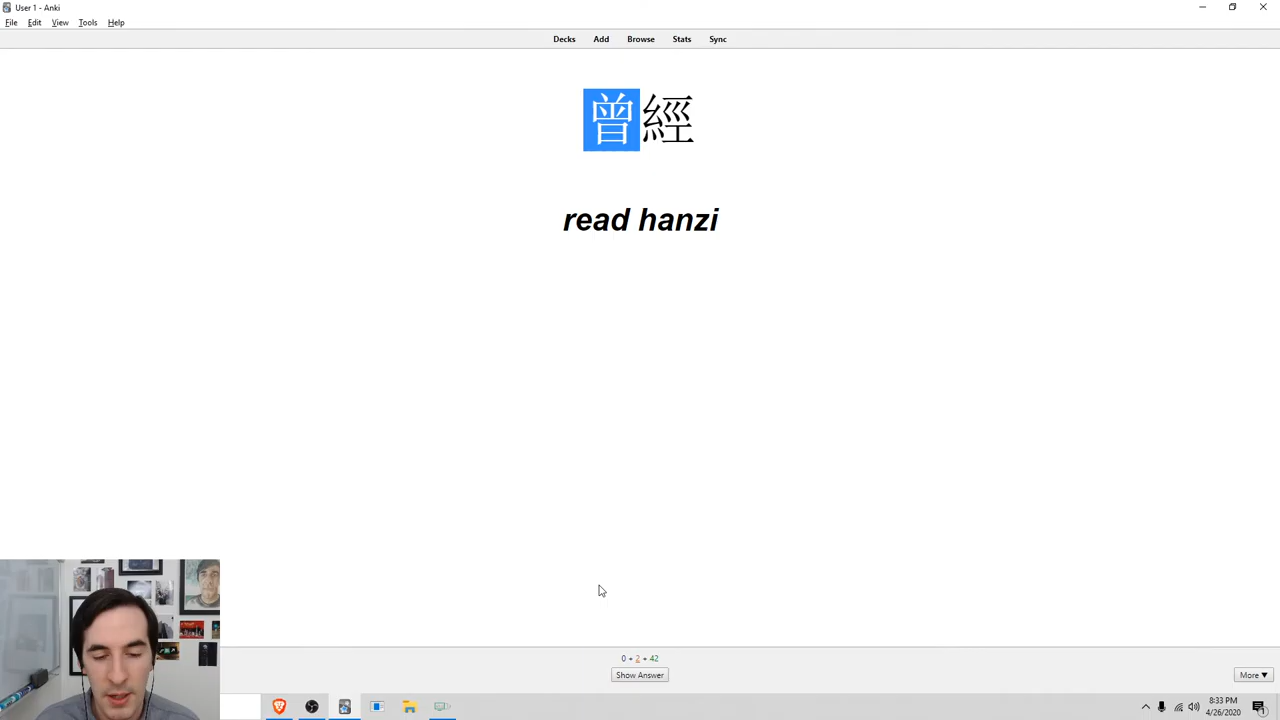 User 1 - Anki
File Edit View Tools Help
Decks Add Browse Stats Sync
曾經
read hanzi
0 + 2 + 42
Show Answer
More ▼
8:33 PM
4/26/2020